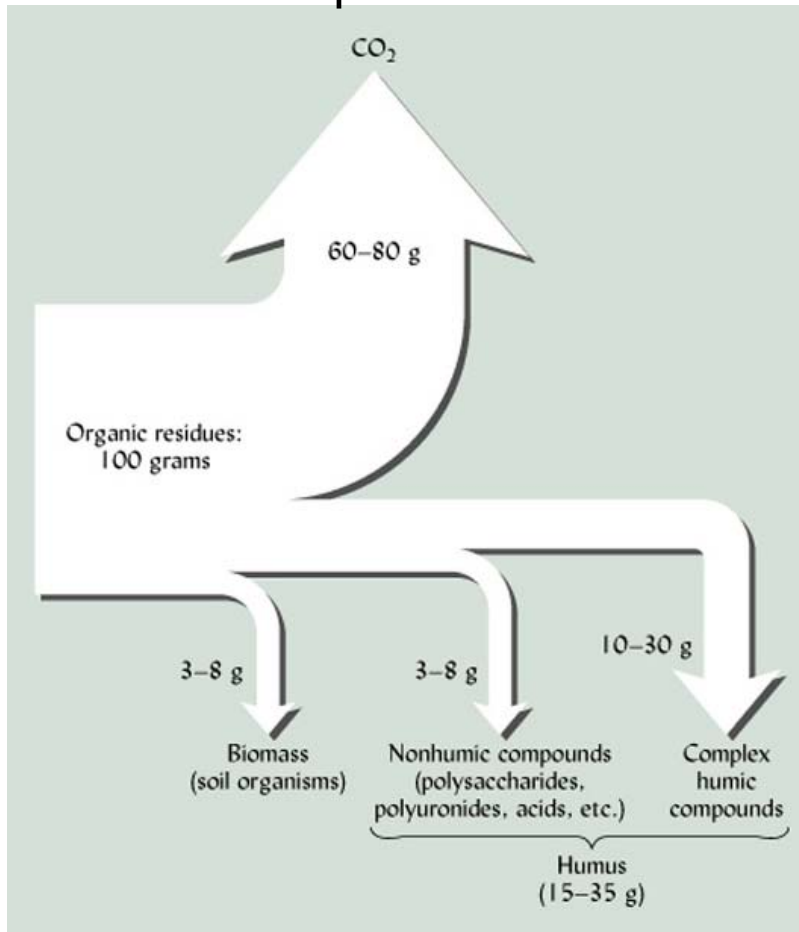 CO₂
60–80 g
Organic residues:
100 grams
3–8 g
3–8 g
10–30 g
Biomass
(soil organisms)
Nonhumic compounds
(polysaccharides,
polyuronides, acids, etc.)
Complex
humic
compounds
Humus
(15–35 g)